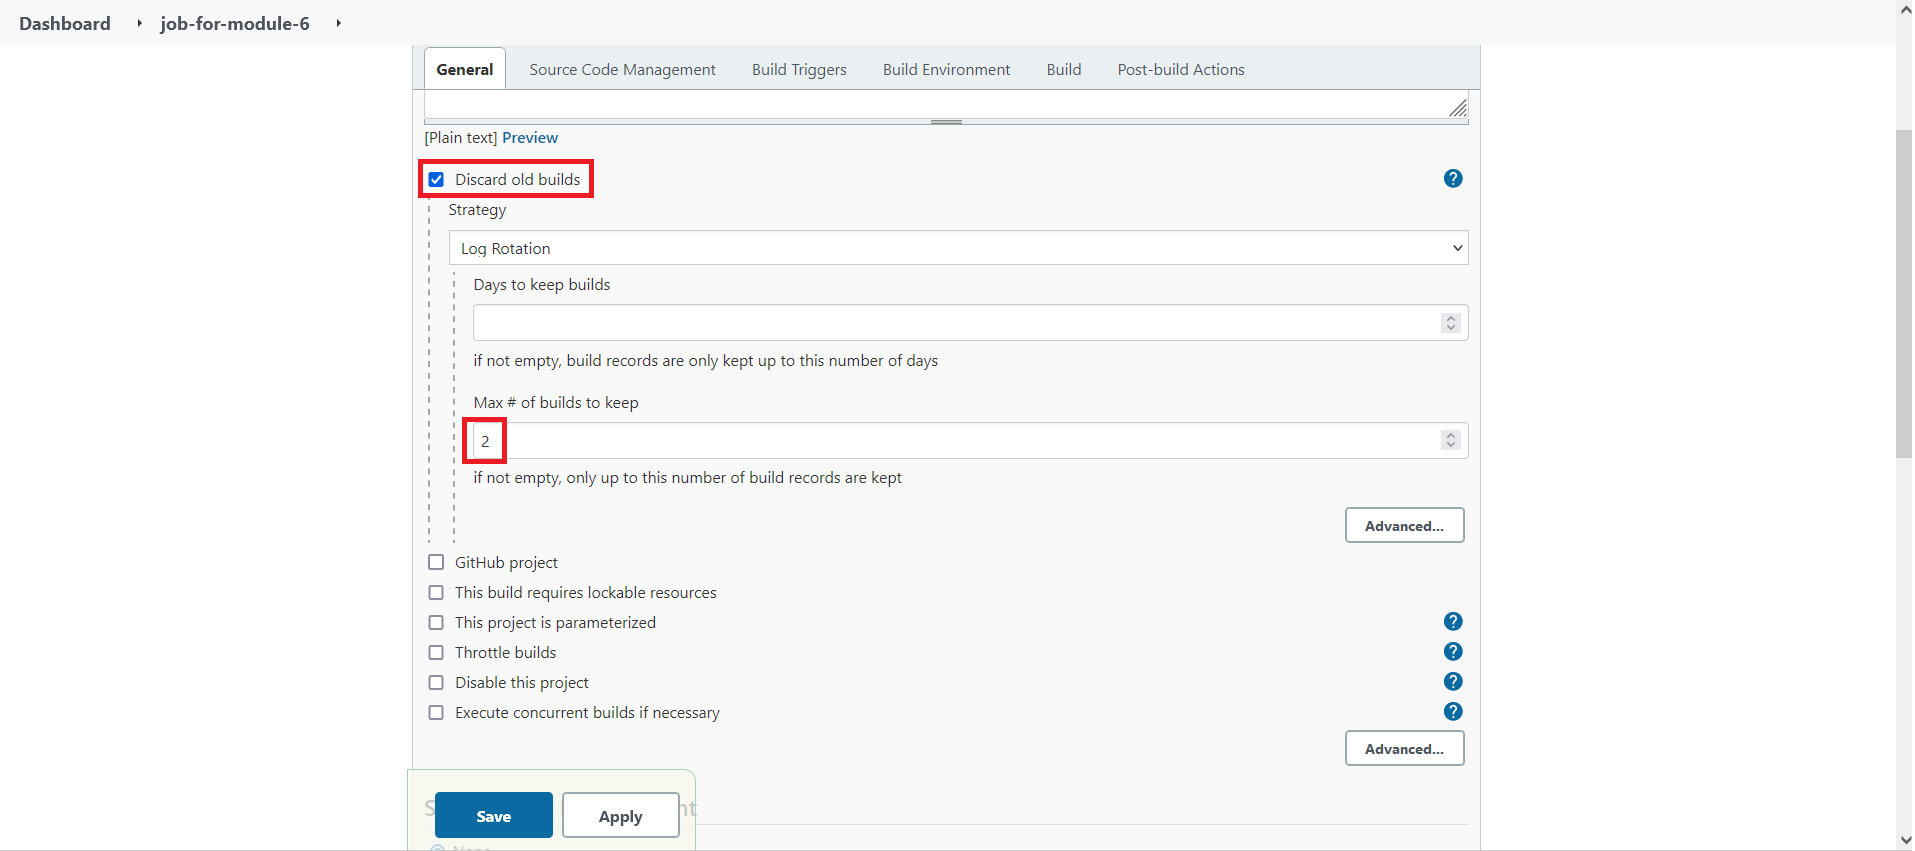 Dashboard job-for-module-6
General Source Code Management Build Triggers Build Environment Build Post-build Actions
[Plain text] Preview
Discard old builds
Strategy
Log Rotation
Days to keep builds
if not empty, build records are only kept up to this number of days
Max # of builds to keep
2
if not empty, only up to this number of build records are kept
Advanced...
GitHub project
This build requires lockable resources
This project is parameterized
Throttle builds
Disable this project
Execute concurrent builds if necessary
Advanced...
Save Apply